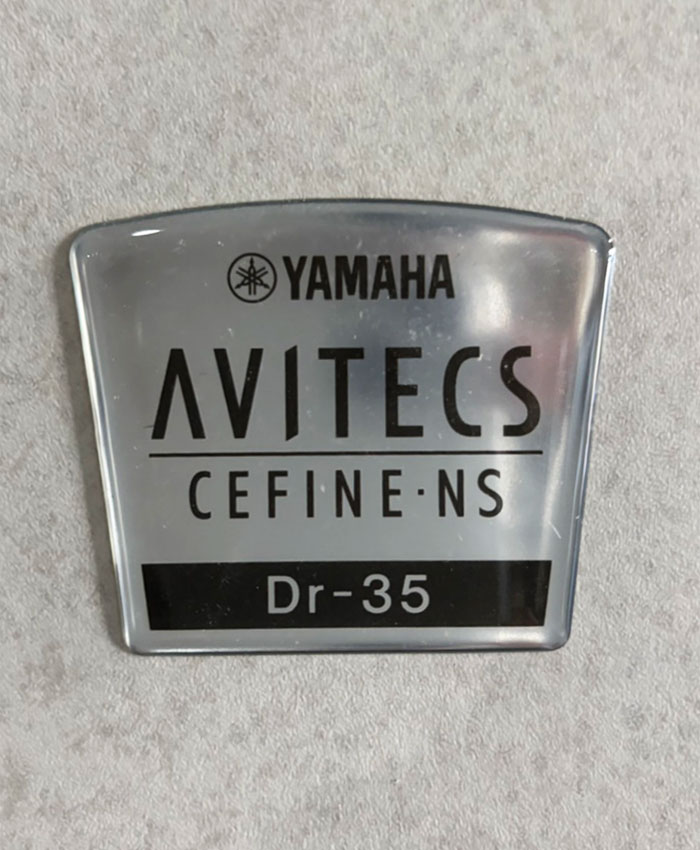 YAMAHA
AVITECS
CEFINE·NS
Dr-35